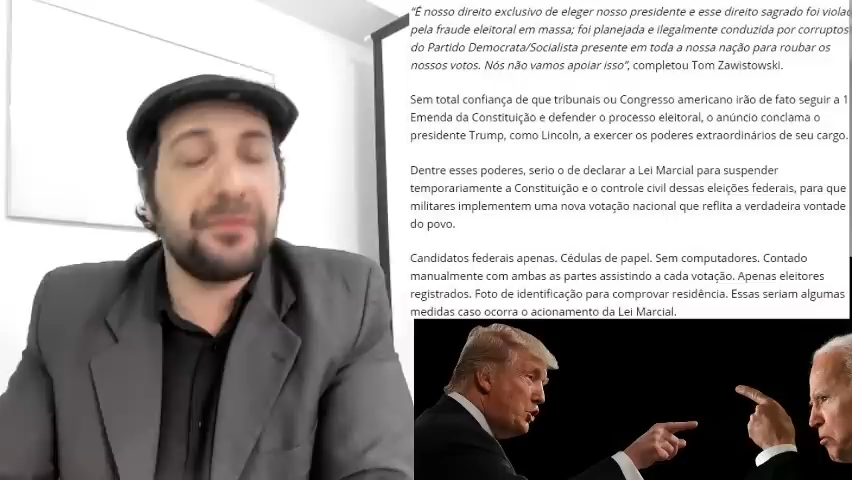 “É nosso direito exclusivo de eleger nosso presidente e esse direito sagrado foi
pela fraude eleitoral em massa; foi planejada e ilegalmente conduzida por corruptos
do Partido Democrata/Socialista presente em toda a nossa nação para roubar os
nossos votos. Nós não vamos apoiar isso”, completou Tom Zawistowski.
Sem total confiança de que tribunais ou Congresso americano irão de fato seguir a 1
Emenda da Constituição e defender o processo eleitoral, o anúncio conclama o
presidente Trump, como Lincoln, a exercer os poderes extraordinários de seu cargo.
Dentre esses poderes, serio o de declarar a Lei Marcial para suspender
temporariamente a Constituição e o controle civil dessas eleições federais, para que
militares implementem uma nova votação nacional que reflita a verdadeira vontade
do povo.
Candidatos federais apenas. Cédulas de papel. Sem computadores. Contado
manualmente com ambas as partes assistindo a cada votação. Apenas eleitores
registrados. Foto de identificação para comprovar residência. Essas seriam algumas
medidas caso ocorra o acionamento da Lei Marcial.